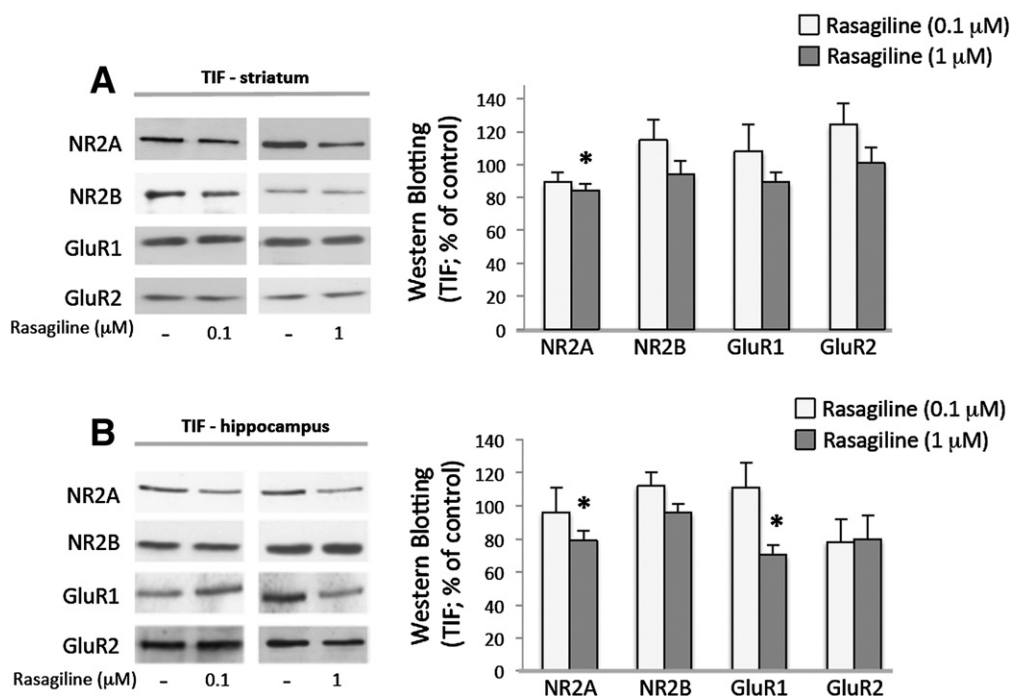 Rasagiline (0.1 μM)
Rasagiline (1 μM)
A
TIF - striatum
NR2A
NR2B
GluR1
GluR2
Rasagiline (μM)
- 0.1 - 1
Western Blotting
(TIF; % of control)
140
120
100
80
60
40
20
0
*
NR2A NR2B GluR1 GluR2
Rasagiline (0.1 μM)
Rasagiline (1 μM)
B
TIF - hippocampus
NR2A
NR2B
GluR1
GluR2
Rasagiline (μM)
- 0.1 - 1
Western Blotting
(TIF; % of control)
140
120
100
80
60
40
20
0
*
*
NR2A NR2B GluR1 GluR2